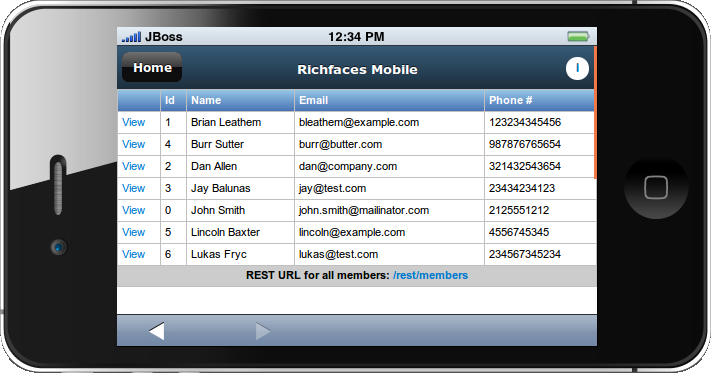 JBoss 12:34 PM
Home Richfaces Mobile I
Id Name Email Phone #
View 1 Brian Leathem bleathem@example.com 123234345456
View 4 Burr Sutter burr@butter.com 987876765654
View 2 Dan Allen dan@company.com 321432543654
View 3 Jay Balunas jay@test.com 23434234123
View 0 John Smith john.smith@mailinator.com 2125551212
View 5 Lincoln Baxter lincoln@example.com 4556745345
View 6 Lukas Fryc lukas@test.com 234567345234
REST URL for all members: /rest/members